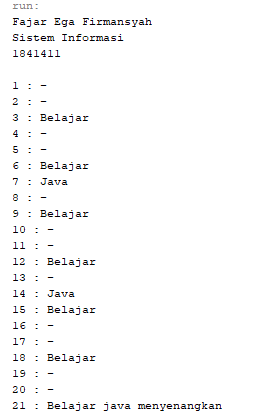 run:
Fajar Ega Firmansyah
Sistem Informasi
1841411
1 : -
2 : -
3 : Belajar
4 : -
5 : -
6 : Belajar
7 : Java
8 : -
9 : Belajar
10 : -
11 : -
12 : Belajar
13 : -
14 : Java
15 : Belajar
16 : -
17 : -
18 : Belajar
19 : -
20 : -
21 : Belajar java menyenangkan